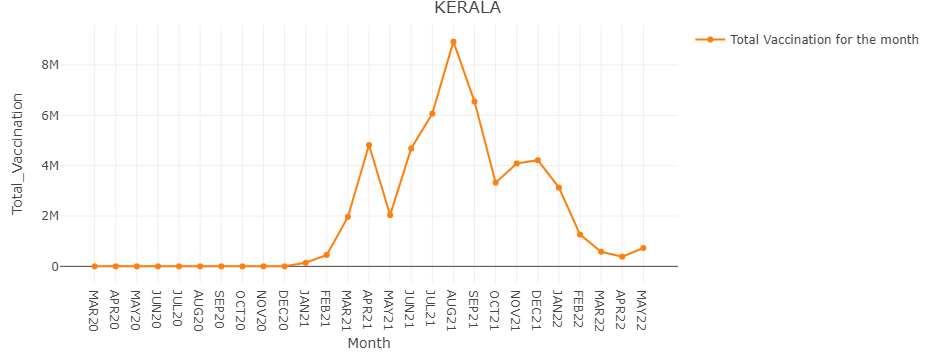 KERALA
Total Vaccination for the month
Total_Vaccination
8M
6M
4M
2M
0
MAR20
APR20
MAY20
JUN20
JUL20
AUG20
SEP20
OCT20
NOV20
DEC20
JAN21
FEB21
MAR21
APR21
MAY21
JUN21
JUL21
AUG21
SEP21
OCT21
NOV21
DEC21
JAN22
FEB22
MAR22
APR22
MAY22
Month